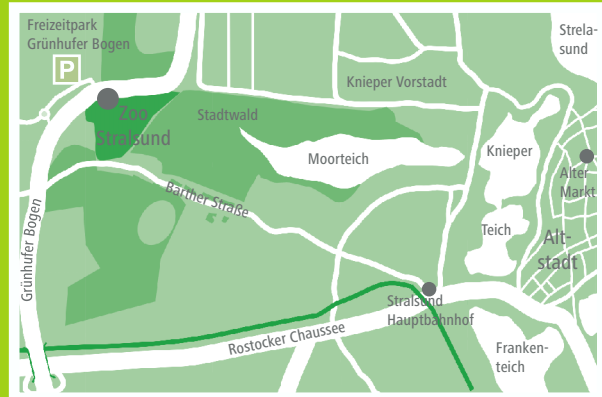 Freizeitpark
Grünhufer Bogen
P
Strela-
sund
Knieper Vorstadt
Zoo
Stralsund
Stadtwald
Moorteich
Knieper
Alter
Markt
Barther Straße
Grünhufer Bogen
Teich
Alt-
stadt
Stralsund
Hauptbahnhof
Rostocker Chaussee
Franken-
teich